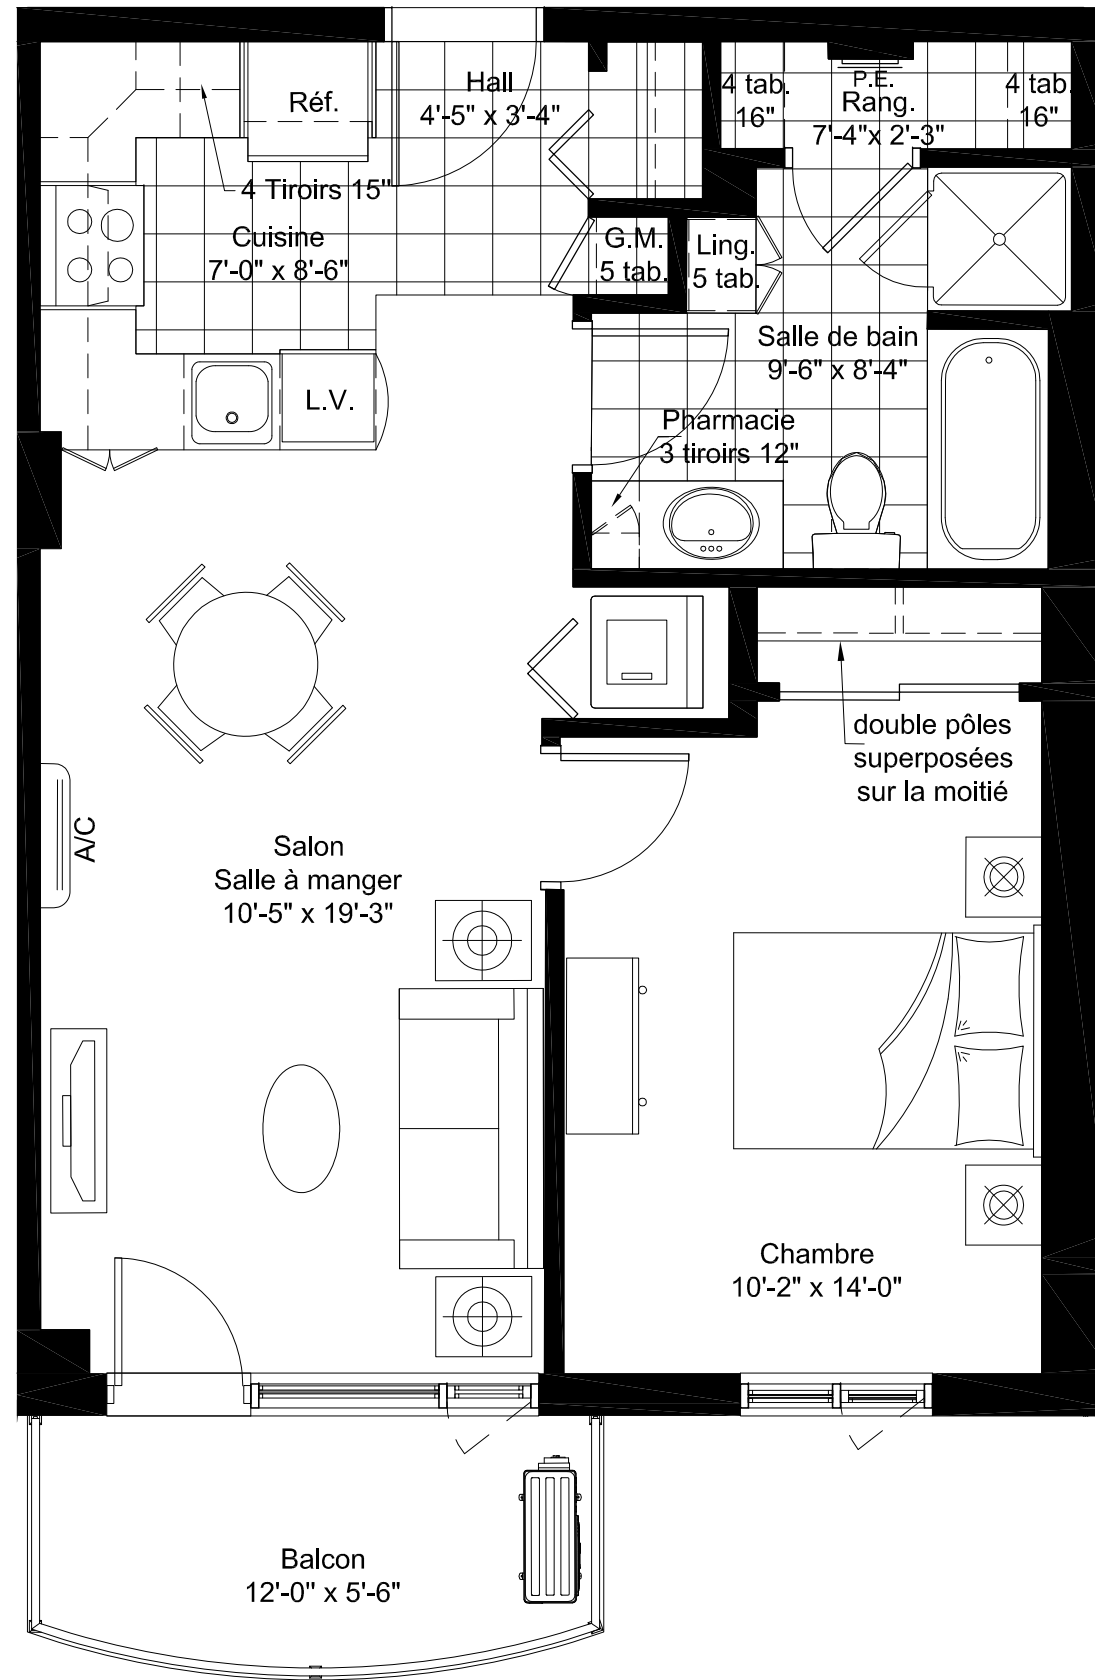 Hall
4'-5" x 3'-4"
Réf.
4 tab.
16"
P.E.
Rang.
7'-4"x 2'-3"
4 tab.
16"
4 Tiroirs 15"
Cuisine
7'-0" x 8'-6"
G.M.
5 tab.
Ling.
5 tab.
Salle de bain
9'-6" x 8'-4"
L.V.
Pharmacie
3 tiroirs 12"
double pôles
superposées
sur la moitié
A/C
Salon
Salle à manger
10'-5" x 19'-3"
Chambre
10'-2" x 14'-0"
Balcon
12'-0" x 5'-6"